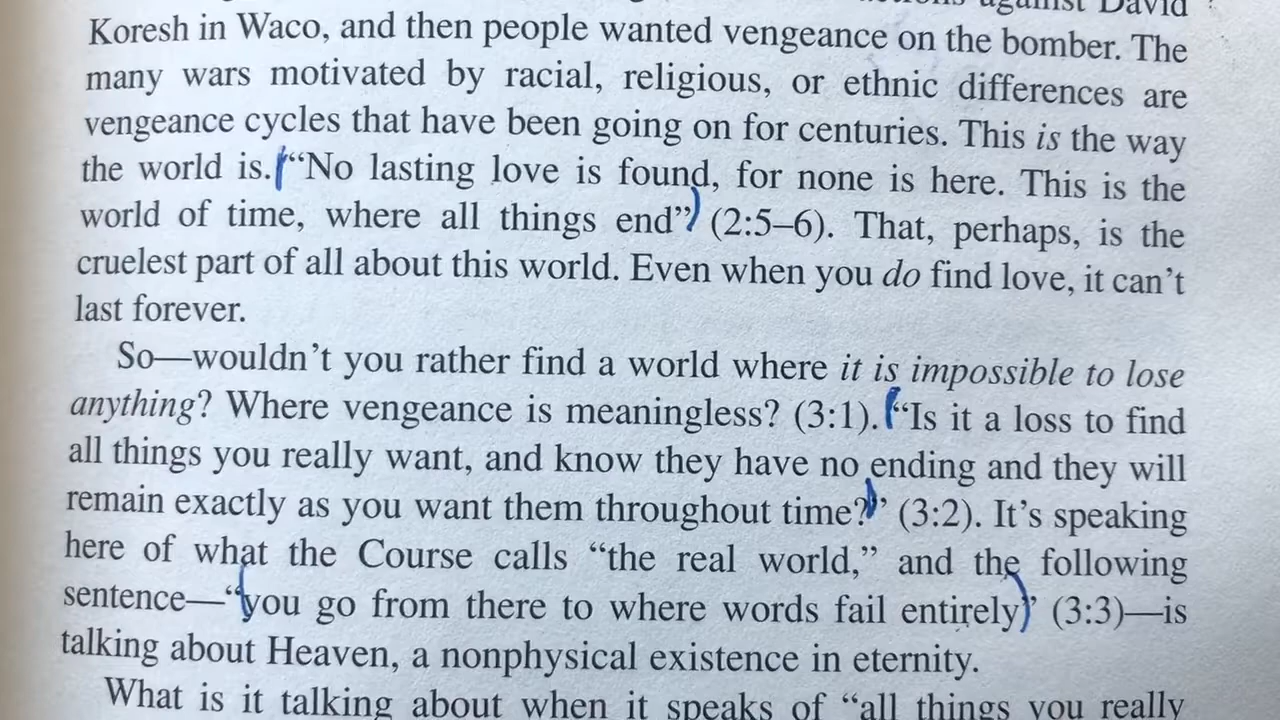 against David
Koresh in Waco, and then people wanted vengeance on the bomber. The
many wars motivated by racial, religious, or ethnic differences are
vengeance cycles that have been going on for centuries. This is the way
the world is. “No lasting love is found, for none is here. This is the
world of time, where all things end” (2:5–6). That, perhaps, is the
cruelest part of all about this world. Even when you do find love, it can’t
last forever.
So—wouldn’t you rather find a world where it is impossible to lose
anything? Where vengeance is meaningless? (3:1). “Is it a loss to find
all things you really want, and know they have no ending and they will
remain exactly as you want them throughout time?” (3:2). It’s speaking
here of what the Course calls “the real world,” and the following
sentence—“you go from there to where words fail entirely” (3:3)—is
talking about Heaven, a nonphysical existence in eternity.
What is it talking about when it speaks of “all things you really